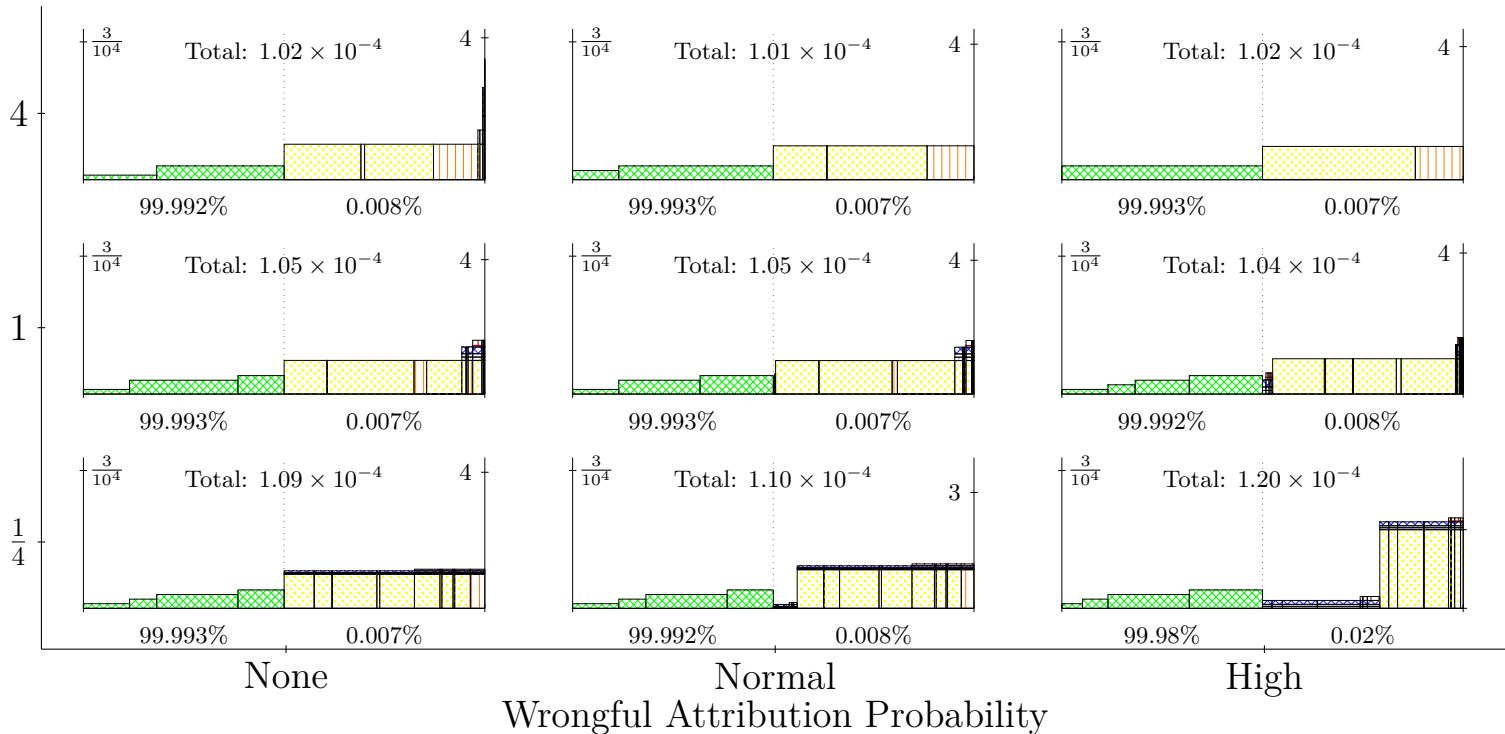 3/10^4 Total: 1.02 × 10^-4 4
3/10^4 Total: 1.01 × 10^-4 4
3/10^4 Total: 1.02 × 10^-4 4
4
99.992% 0.008%
99.993% 0.007%
99.993% 0.007%
3/10^4 Total: 1.05 × 10^-4 4
3/10^4 Total: 1.05 × 10^-4 4
3/10^4 Total: 1.04 × 10^-4 4
1
99.993% 0.007%
99.993% 0.007%
99.992% 0.008%
3/10^4 Total: 1.09 × 10^-4 4
3/10^4 Total: 1.10 × 10^-4 3
3/10^4 Total: 1.20 × 10^-4
1/4
99.993% 0.007%
99.992% 0.008%
99.98% 0.02%
None Normal High
Wrongful Attribution Probability